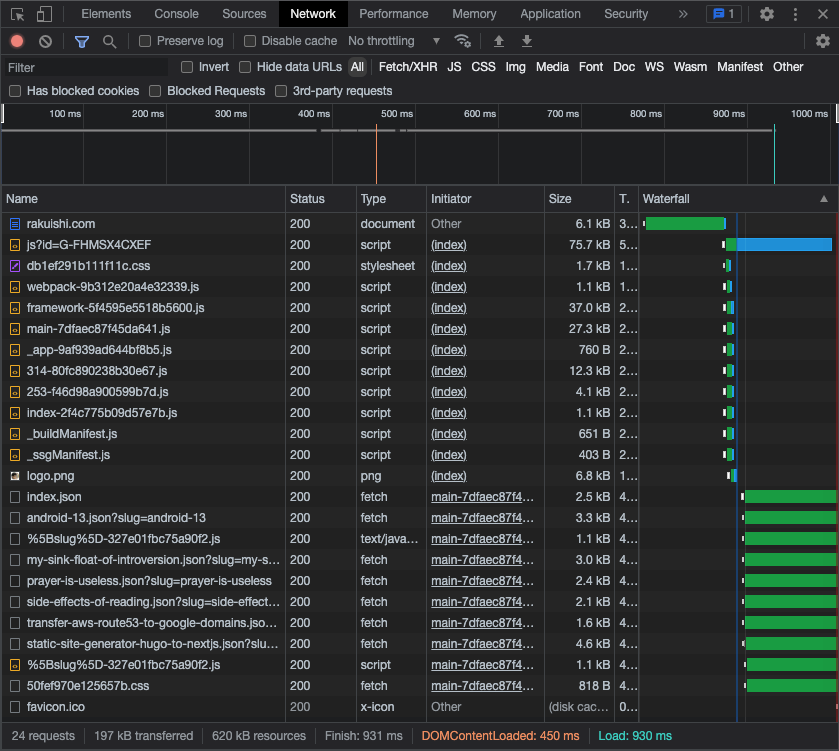 Elements Console Sources Network Performance Memory Application Security » 1
Preserve log Disable cache No throttling
Filter Invert Hide data URLs All Fetch/XHR JS CSS Img Media Font Doc WS Wasm Manifest Other
Has blocked cookies Blocked Requests 3rd-party requests
100 ms 200 ms 300 ms 400 ms 500 ms 600 ms 700 ms 800 ms 900 ms 1000 ms
Name Status Type Initiator Size T. Waterfall
rakuishi.com 200 document Other 6.1 kB 3...
js?id=G-FHMSX4CXEF 200 script (index) 75.7 kB 5...
db1ef291b111f11c.css 200 stylesheet (index) 1.7 kB 1...
webpack-9b312e20a4e32339.js 200 script (index) 1.1 kB 1...
framework-5f4595e5518b5600.js 200 script (index) 37.0 kB 2...
main-7dfaec87f45da641.js 200 script (index) 27.3 kB 2...
_app-9af939ad644bf8b5.js 200 script (index) 760 B 2...
314-80fc890238b30e67.js 200 script (index) 12.3 kB 2...
253-f46d98a900599b7d.js 200 script (index) 4.1 kB 2...
index-2f4c775b09d57e7b.js 200 script (index) 1.1 kB 2...
_buildManifest.js 200 script (index) 651 B 2...
_ssgManifest.js 200 script (index) 403 B 2...
logo.png 200 png (index) 6.8 kB 1...
index.json 200 fetch main-7dfaec87f4... 2.5 kB 4...
android-13.json?slug=android-13 200 fetch main-7dfaec87f4... 3.3 kB 4...
%5Bslug%5D-327e01fbc75a90f2.js 200 text/java... main-7dfaec87f4... 1.1 kB 4...
my-sink-float-of-introversion.json?slug=my-s... 200 fetch main-7dfaec87f4... 3.0 kB 4...
prayer-is-useless.json?slug=prayer-is-useless 200 fetch main-7dfaec87f4... 2.4 kB 4...
side-effects-of-reading.json?slug=side-effect... 200 fetch main-7dfaec87f4... 2.1 kB 4...
transfer-aws-route53-to-google-domains.jso... 200 fetch main-7dfaec87f4... 1.6 kB 4...
static-site-generator-hugo-to-nextjs.json?slu... 200 fetch main-7dfaec87f4... 4.6 kB 4...
%5Bslug%5D-327e01fbc75a90f2.js 200 script main-7dfaec87f4... 1.1 kB 4...
50fef970e125657b.css 200 fetch main-7dfaec87f4... 818 B 4...
favicon.ico 200 x-icon Other (disk cac... 0...
24 requests 197 kB transferred 620 kB resources Finish: 931 ms DOMContentLoaded: 450 ms Load: 930 ms